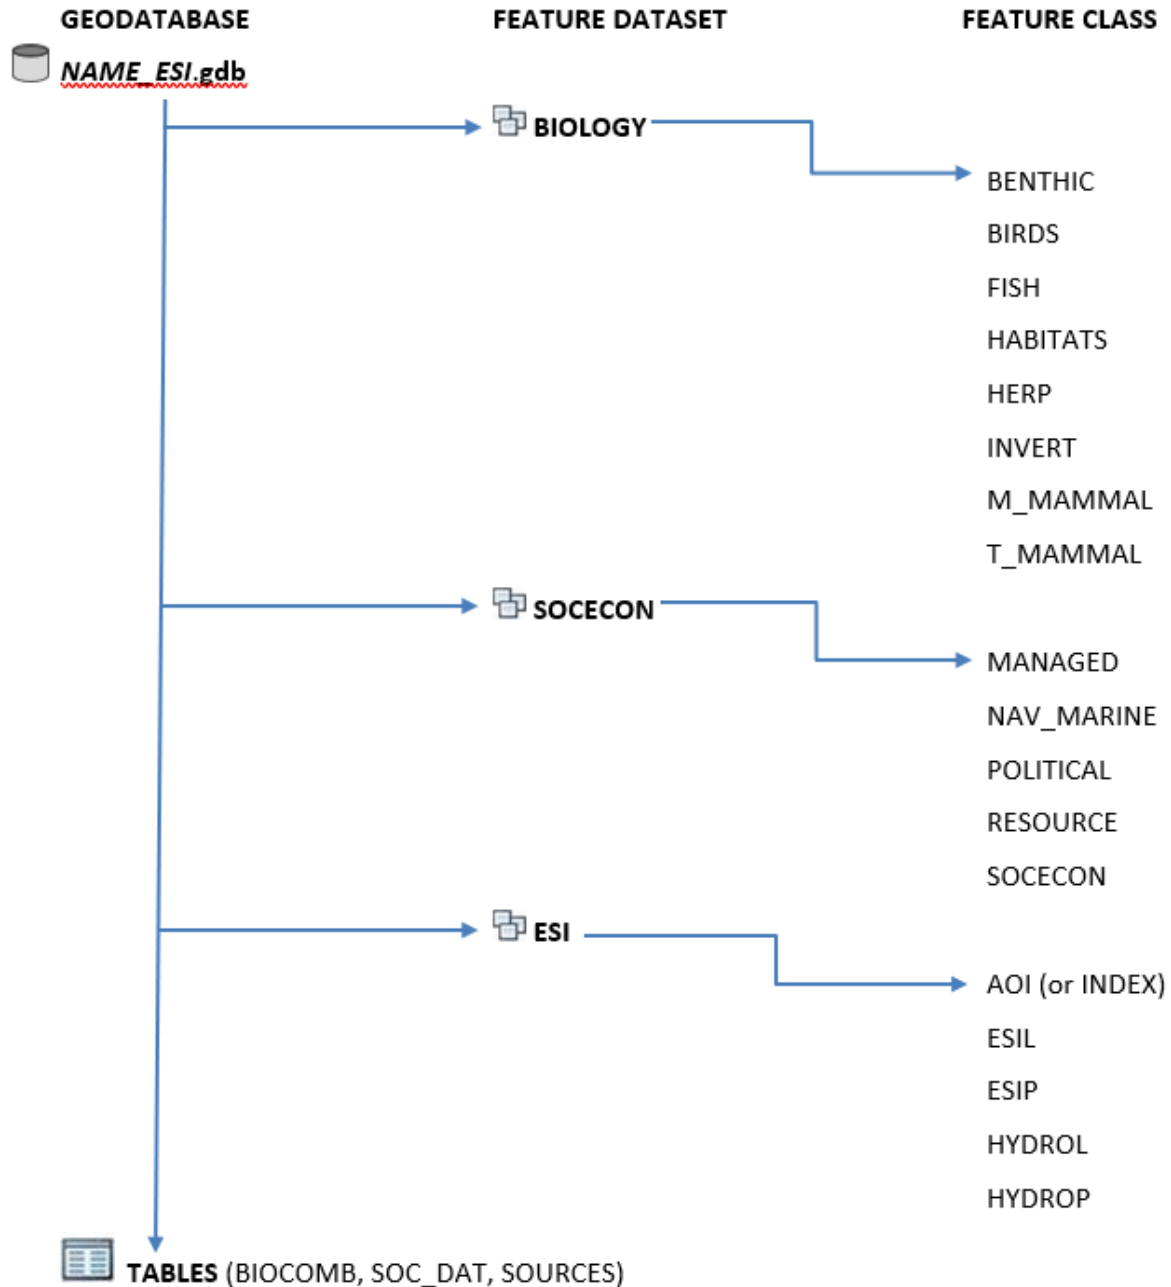 GEODATABASE FEATURE DATASET FEATURE CLASS
NAME_ESI.gdb
BIOLOGY
BENTHIC
BIRDS
FISH
HABITATS
HERP
INVERT
M_MAMMAL
T_MAMMAL
SOCECON
MANAGED
NAV_MARINE
POLITICAL
RESOURCE
SOCECON
ESI
AOI (or INDEX)
ESIL
ESIP
HYDROL
HYDROP
TABLES (BIOCOMB, SOC_DAT, SOURCES)